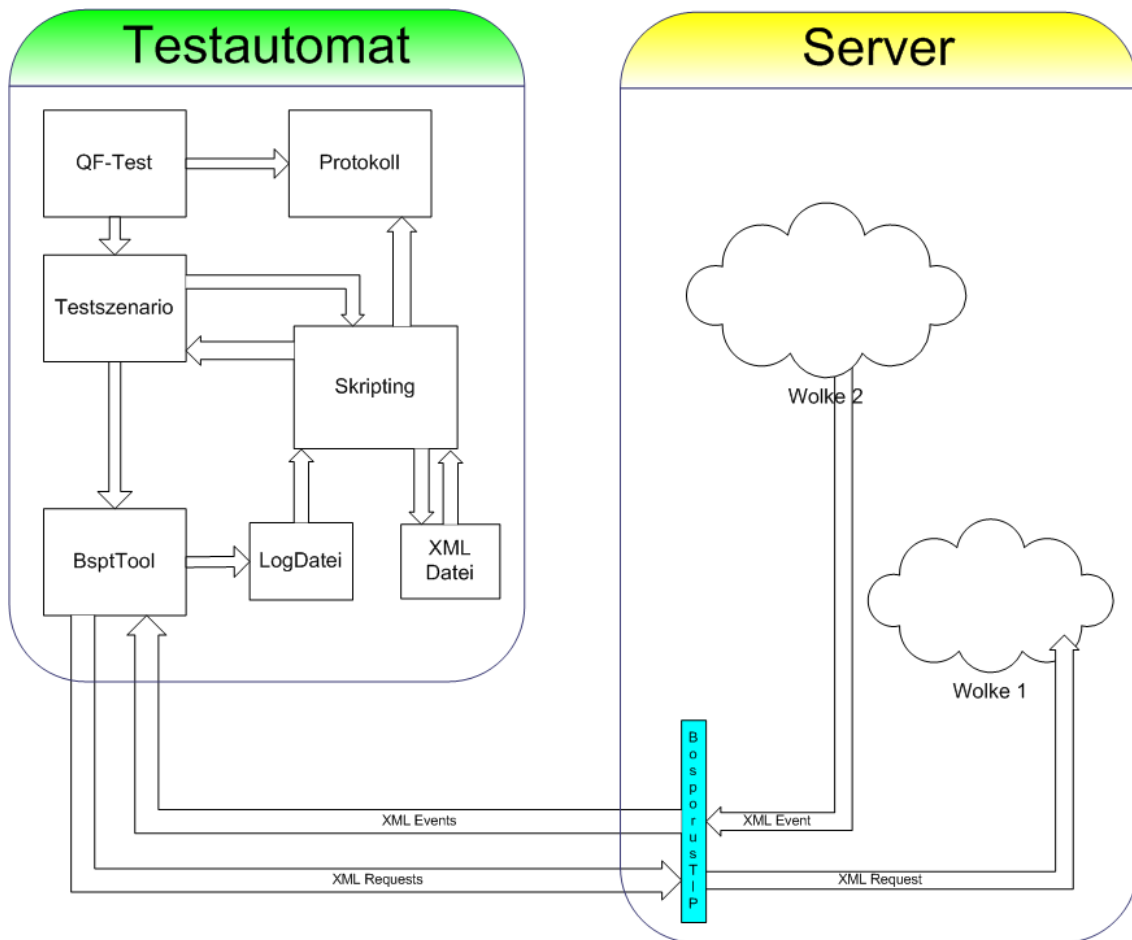 Testautomat
Server
QF-Test
Protokoll
Testszenario
Skripting
Wolke 2
BsptTool
LogDatei
XML
Datei
Wolke 1
BosporusTIP
XML Events
XML Event
XML Requests
XML Request